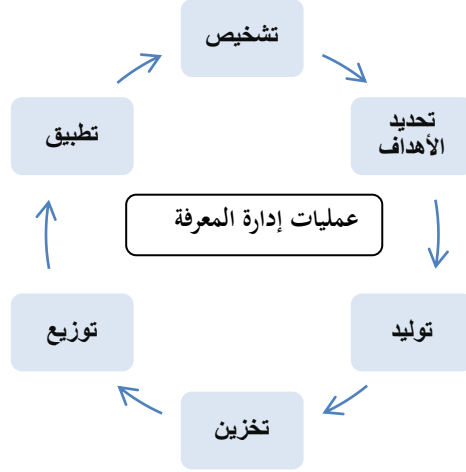 تشخيص
تحديد
الأهداف
توليد
تخزين
توزيع
تطبيق
عمليات إدارة المعرفة